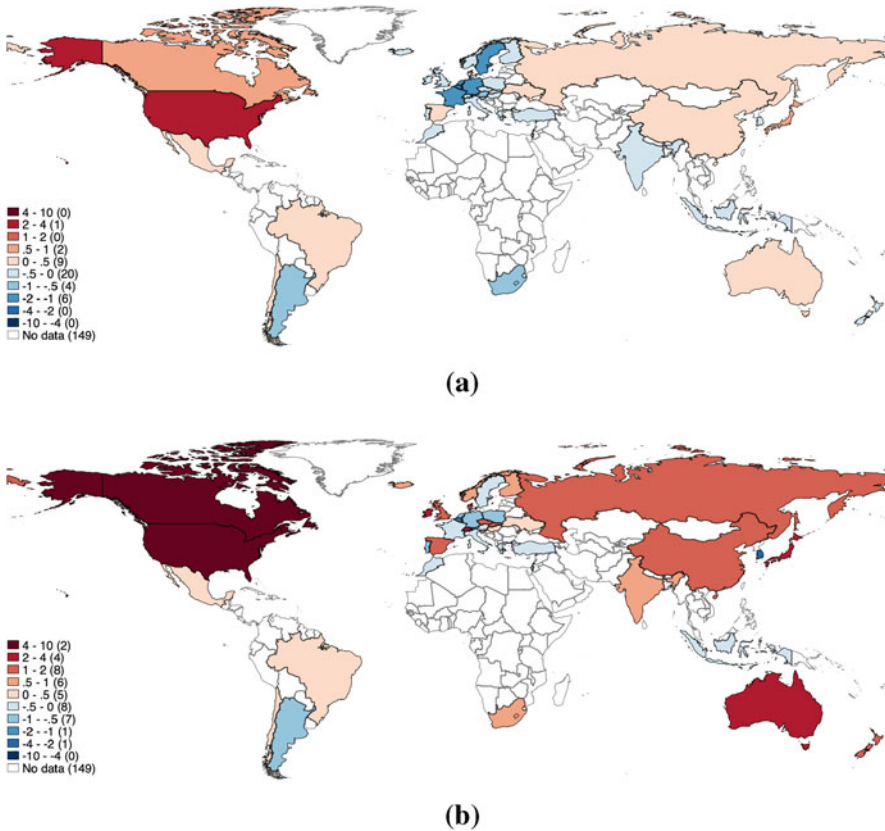 4 - 10 (0)
2 - 4 (1)
1 - 2 (0)
.5 - 1 (2)
0 - .5 (9)
-.5 - 0 (20)
-1 - -.5 (4)
-2 - -1 (6)
-4 - -2 (0)
-10 - -4 (0)
No data (149)
(a)
4 - 10 (2)
2 - 4 (4)
1 - 2 (8)
.5 - 1 (6)
0 - .5 (5)
-.5 - 0 (8)
-1 - -.5 (7)
-2 - -1 (1)
-4 - -2 (1)
-10 - -4 (0)
No data (149)
(b)